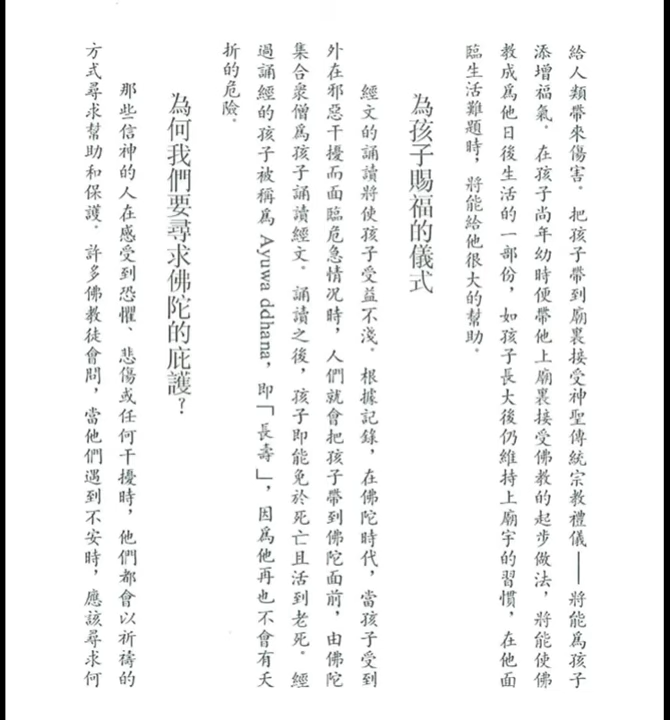 給人類帶來傷害。把孩子帶到廟裏接受神聖傳統宗教禮儀——將能爲孩子
添增福氣。在孩子尚年幼時便帶他上廟裏接受佛教的起步做法，將能使佛
教成爲他日後生活的一部份，如孩子長大後仍維持上廟宇的習慣，在他面
臨生活難題時，將能給他很大的幫助。
為孩子賜福的儀式
經文的誦讀將使孩子受益不淺。根據記錄，在佛陀時代，當孩子受到
外在邪惡干擾而面臨危急情況時，人們就會把孩子帶到佛陀面前，由佛陀
集合衆僧爲孩子誦讀經文。誦讀之後，孩子即能免於死亡且活到老死。經
過誦經的孩子被稱爲 Ayuwa ddhana，即「長壽」，因爲他再也不會有夭
折的危險。
為何我們要尋求佛陀的庇護？
那些信神的人在感受到恐懼、悲傷或任何干擾時，他們都會以祈禱的
方式尋求幫助和保護。許多佛教徒會問，當他們遇到不安時，應該尋求何